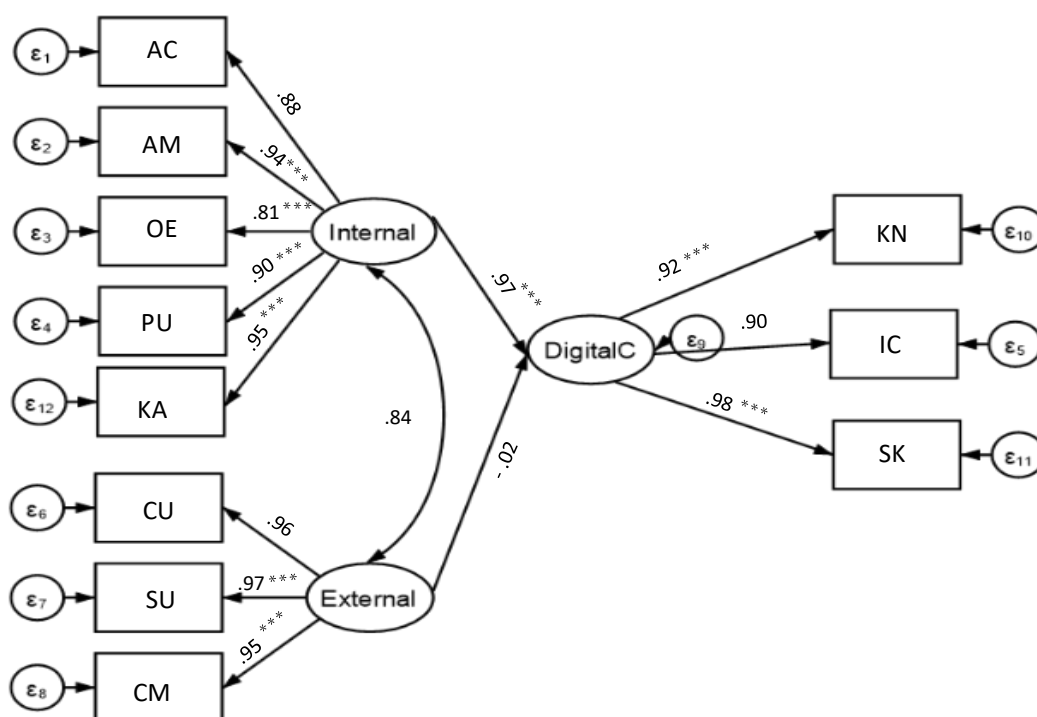 ε1 AC
.88
ε2 AM
.94 ***
ε3 OE
.81 ***
Internal
ε4 PU
.90 ***
ε12 KA
.95 ***
.84
ε6 CU
.96
ε7 SU
.97 ***
External
ε8 CM
.95 ***
.97 ***
- .02
DigitalC
ε9
.92 ***
KN ε10
.90
IC ε5
.98 ***
SK ε11